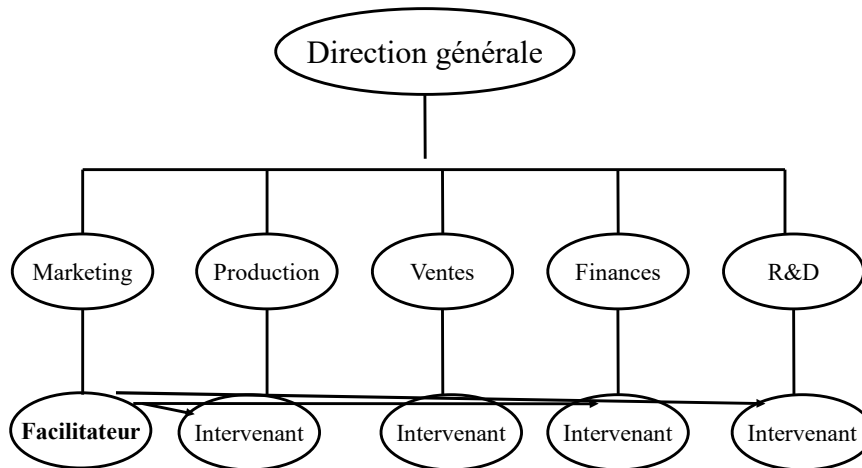 Direction générale
Marketing
Production
Ventes
Finances
R&D
Facilitateur
Intervenant
Intervenant
Intervenant
Intervenant